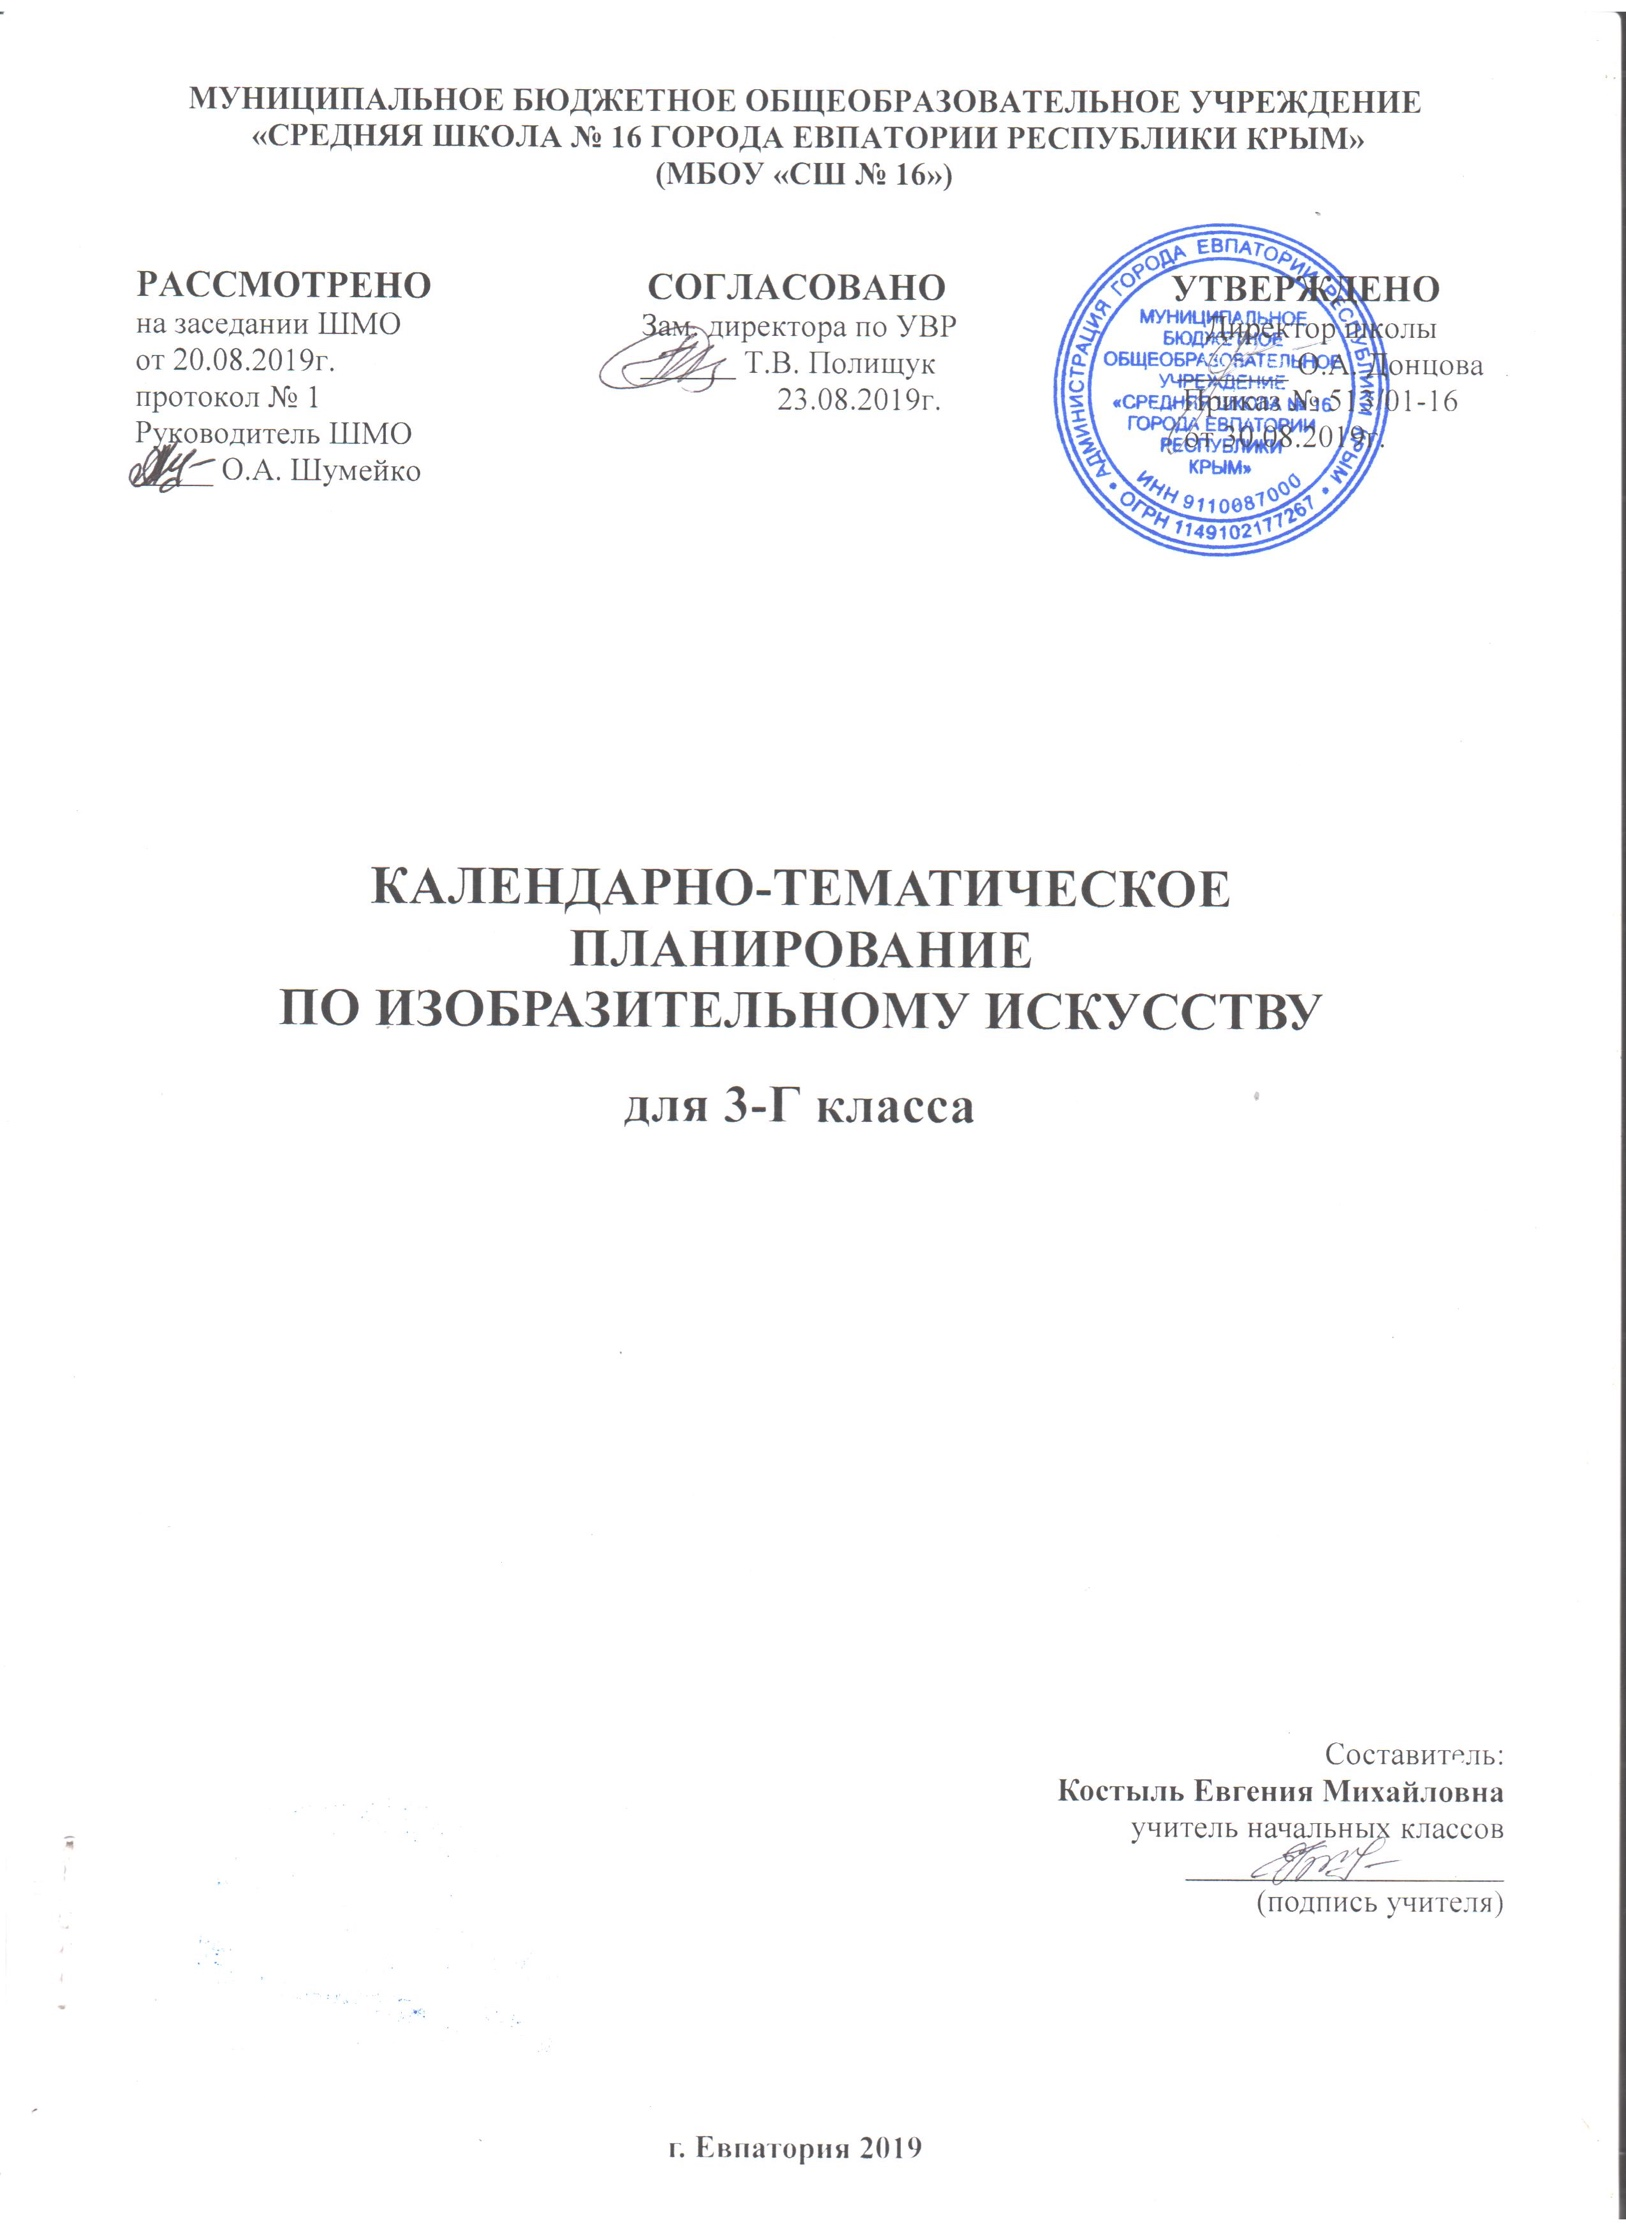 МУНИЦИПАЛЬНОЕ БЮДЖЕТНОЕ ОБЩЕОБРАЗОВАТЕЛЬНОЕ УЧРЕЖДЕНИЕ
«СРЕДНЯЯ ШКОЛА № 16 ГОРОДА ЕВПАТОРИИ РЕСПУБЛИКИ КРЫМ»
(МБОУ «СШ № 16»)
РАССМОТРЕНО
на заседании ШМО
от 20.08.2019г.
протокол № 1
Руководитель ШМО
О.А. Шумейко
СОГЛАСОВАНО
Зам. директора по УВР
Т.В. Полищук
23.08.2019г.
УТВЕРЖДЕНО
Директор школы
О.А. Донцова
Приказ № 513/01-16
от 30.08.2019г.
АДМИНИСТРАЦИЯ ГОРОДА ЕВПАТОРИИ РЕСПУБЛИКИ КРЫМ
• ОГРН 1149102177267 •
МУНИЦИПАЛЬНОЕ
БЮДЖЕТНОЕ
ОБЩЕОБРАЗОВАТЕЛЬНОЕ
УЧРЕЖДЕНИЕ
«СРЕДНЯЯ ШКОЛА № 16
ГОРОДА ЕВПАТОРИИ
РЕСПУБЛИКИ
КРЫМ»
ИНН 9110087000
КАЛЕНДАРНО-ТЕМАТИЧЕСКОЕ
ПЛАНИРОВАНИЕ
ПО ИЗОБРАЗИТЕЛЬНОМУ ИСКУССТВУ
для 3-Г класса
Составитель:
Костыль Евгения Михайловна
учитель начальных классов
(подпись учителя)
г. Евпатория 2019